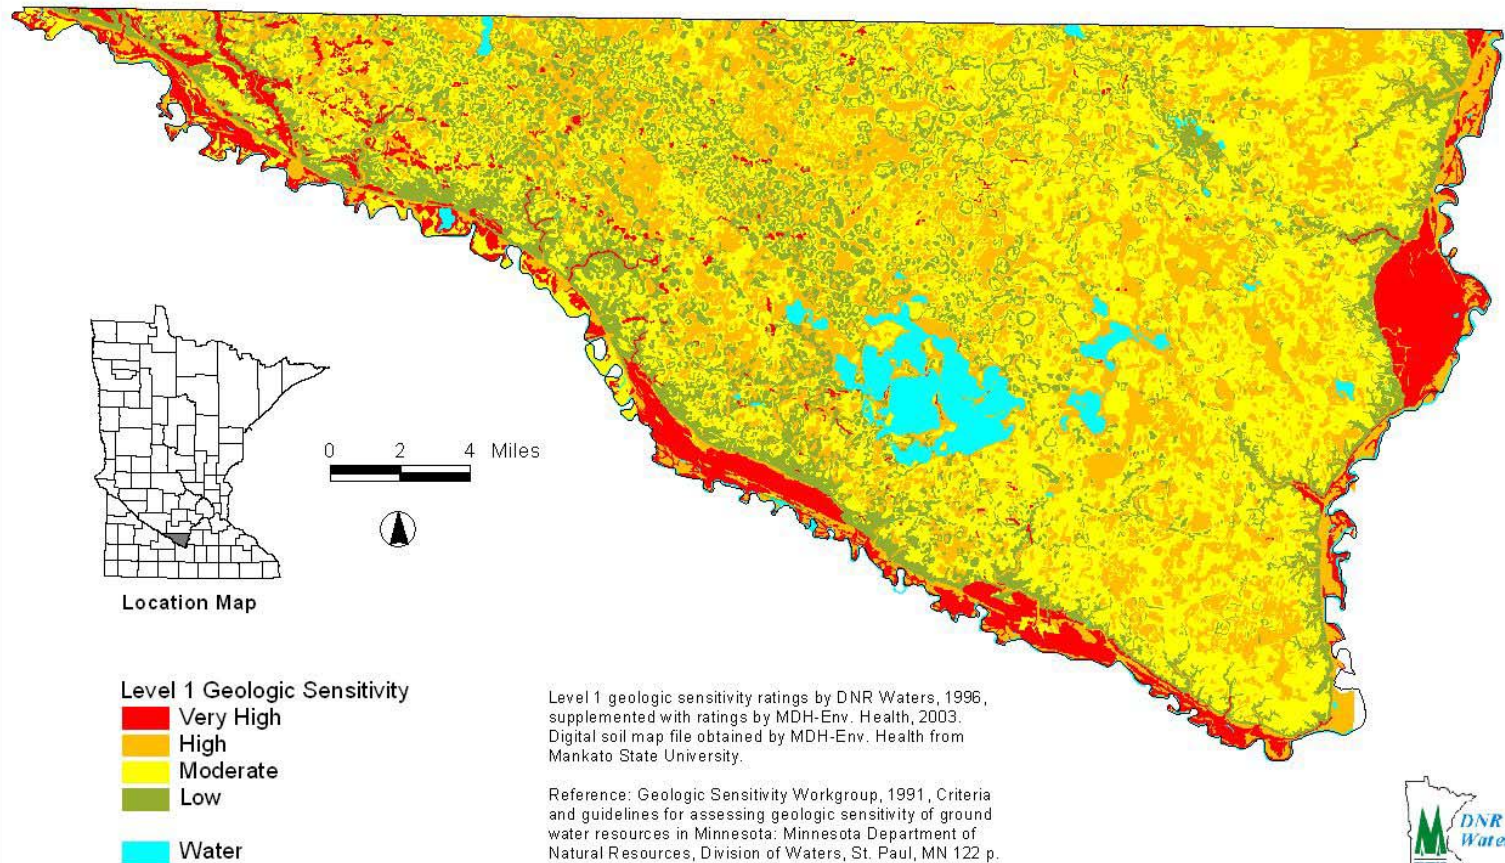 0 2 4 Miles
Location Map
Level 1 Geologic Sensitivity
Very High
High
Moderate
Low
Water
Level 1 geologic sensitivity ratings by DNR Waters, 1996,
supplemented with ratings by MDH-Env. Health, 2003.
Digital soil map file obtained by MDH-Env. Health from
Mankato State University.
Reference: Geologic Sensitivity Workgroup, 1991, Criteria
and guidelines for assessing geologic sensitivity of ground
water resources in Minnesota: Minnesota Department of
Natural Resources, Division of Waters, St. Paul, MN 122 p.
DNR
Wate